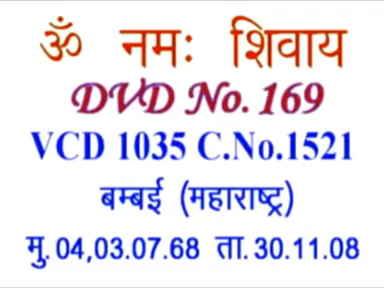 ॐ नमः शिवाय
DVD No. 169
VCD 1035 C.No.1521
बम्बई (महाराष्ट्र)
मु. 04,03.07.68 ता. 30.11.08